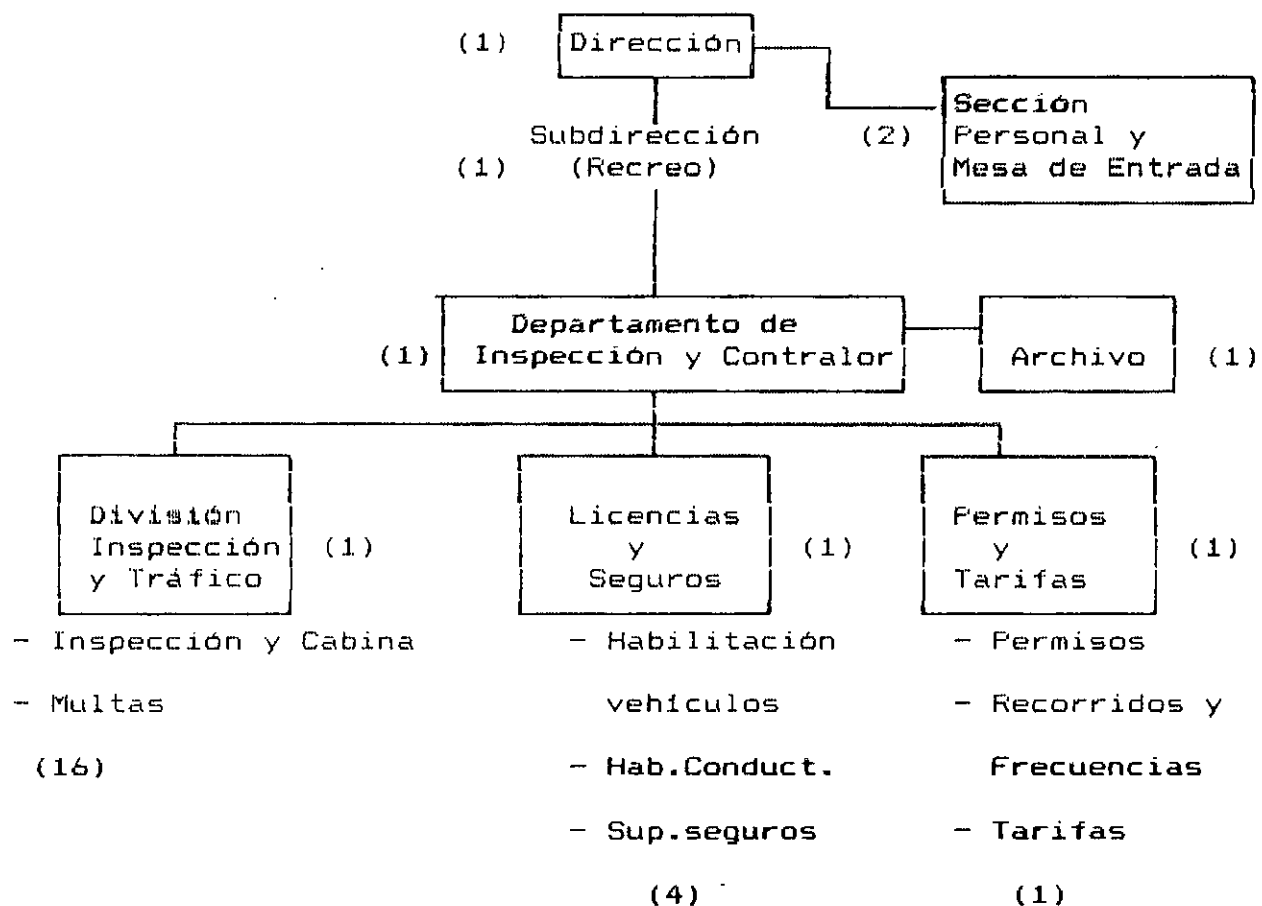 (1) Dirección
Sección
Subdirección (2) Personal y
(1) (Recreo) Mesa de Entrada
Departamento de
(1) Inspección y Contralor Archivo (1)
División
Inspección (1)
y Tráfico
- Inspección y Cabina
- Multas
(16)
Licencias
y (1)
Seguros
- Habilitación
vehículos
- Hab.Conduct.
- Sup.seguros
(4)
Permisos
y (1)
Tarifas
- Permisos
- Recorridos y
Frecuencias
- Tarifas
(1)